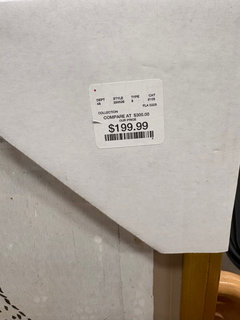 DEPT STYLE TYPE CAT
COLLECTION
COMPARE AT $300.00
OUR PRICE
$199.99